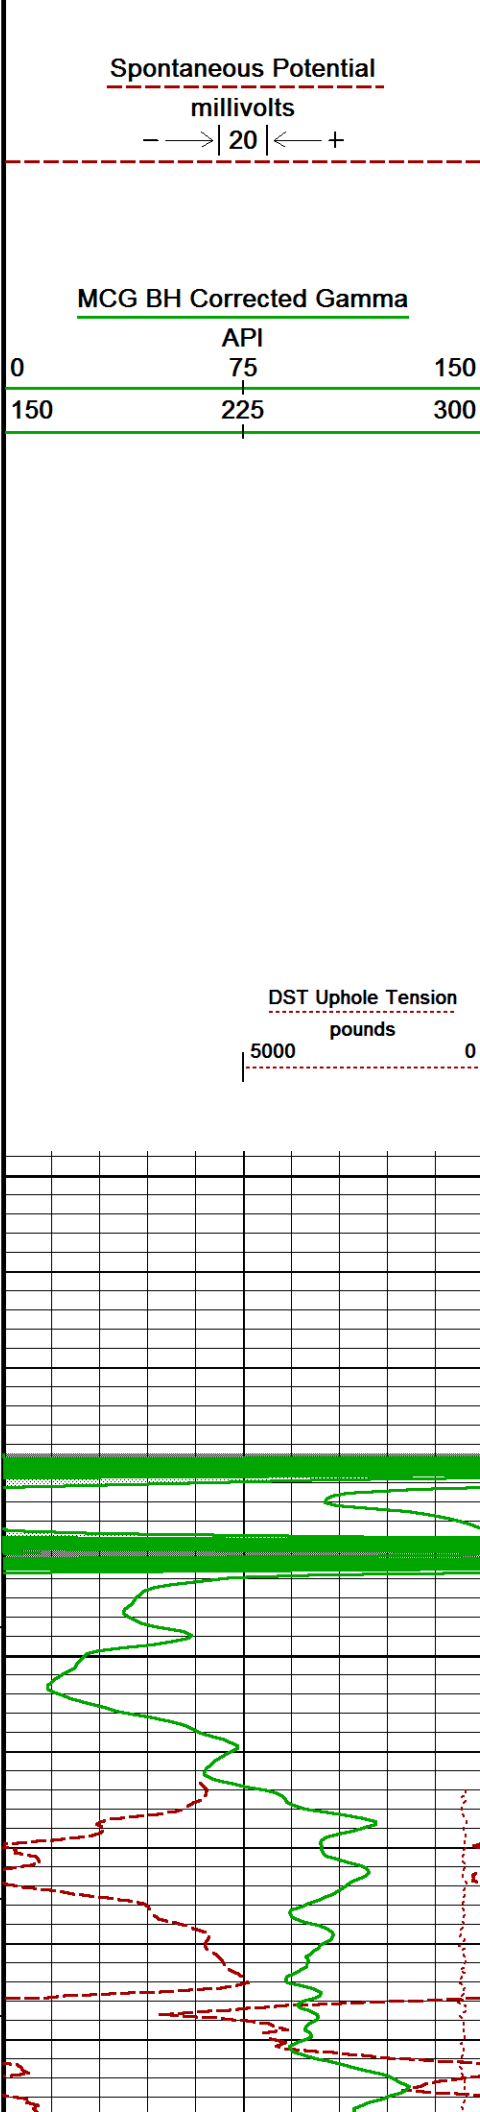 Spontaneous Potential
millivolts
− 20 +
MCG BH Corrected Gamma
API
0 75 150
150 225 300
DST Uphole Tension
pounds
5000 0